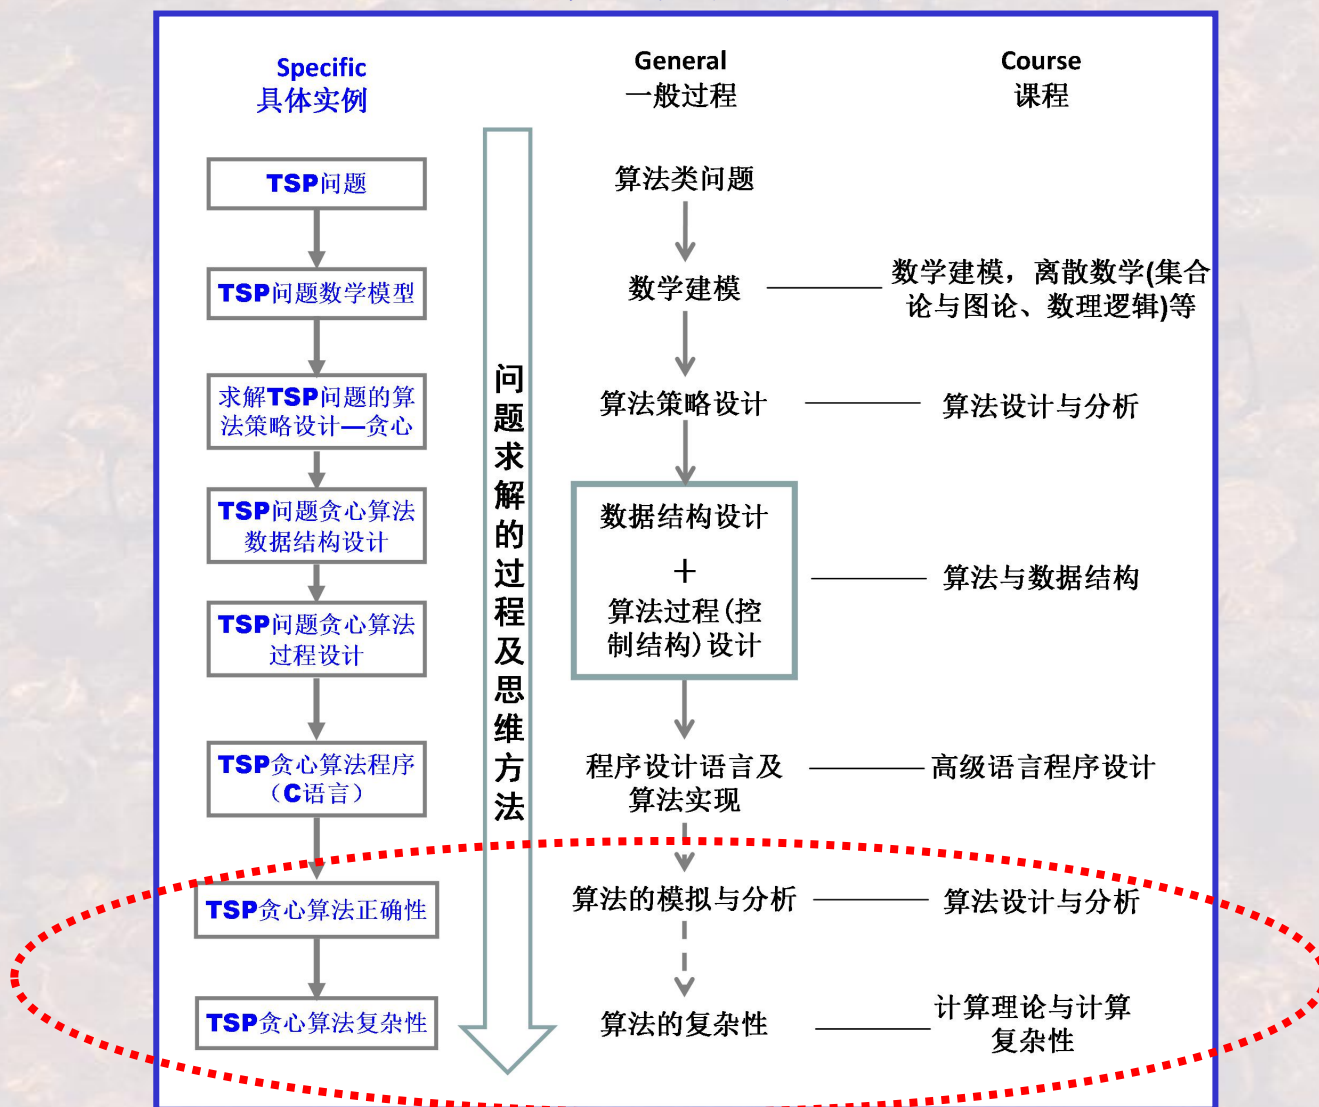 Specific
具体实例
General
一般过程
Course
课程
TSP问题
算法类问题
TSP问题数学模型
数学建模
数学建模，离散数学(集合
论与图论、数理逻辑)等
求解TSP问题的算
法策略设计—贪心
算法策略设计
算法设计与分析
TSP问题贪心算法
数据结构设计
数据结构设计
+
算法过程(控
制结构)设计
算法与数据结构
TSP问题贪心算法
过程设计
TSP贪心算法程序
（C语言）
程序设计语言及
算法实现
高级语言程序设计
TSP贪心算法正确性
算法的模拟与分析
算法设计与分析
TSP贪心算法复杂性
算法的复杂性
计算理论与计算
复杂性
问题求解的过程及思维方法